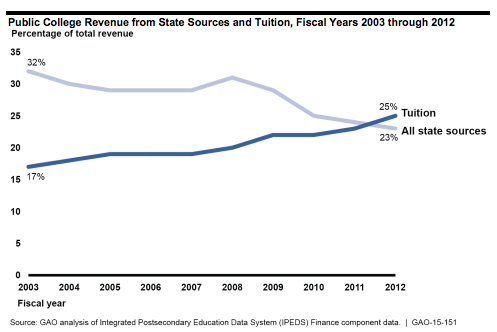 Public College Revenue from State Sources and Tuition, Fiscal Years 2003 through 2012
Percentage of total revenue
35
32%
30
25%
Tuition
25
All state sources
23%
20
17%
15
10
5
0
2003 2004 2005 2006 2007 2008 2009 2010 2011 2012
Fiscal year
Source: GAO analysis of Integrated Postsecondary Education Data System (IPEDS) Finance component data. | GAO-15-151